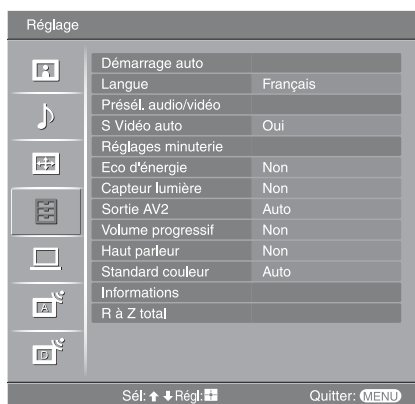 Réglage
Démarrage auto
Langue Français
Présél. audio/vidéo
S Vidéo auto Oui
Réglages minuterie
Eco d'énergie Non
Capteur lumière Non
Sortie AV2 Auto
Volume progressif Non
Haut parleur Non
Standard couleur Auto
Informations
R à Z total
A
D
Sél: Régl: Quitter: MENU